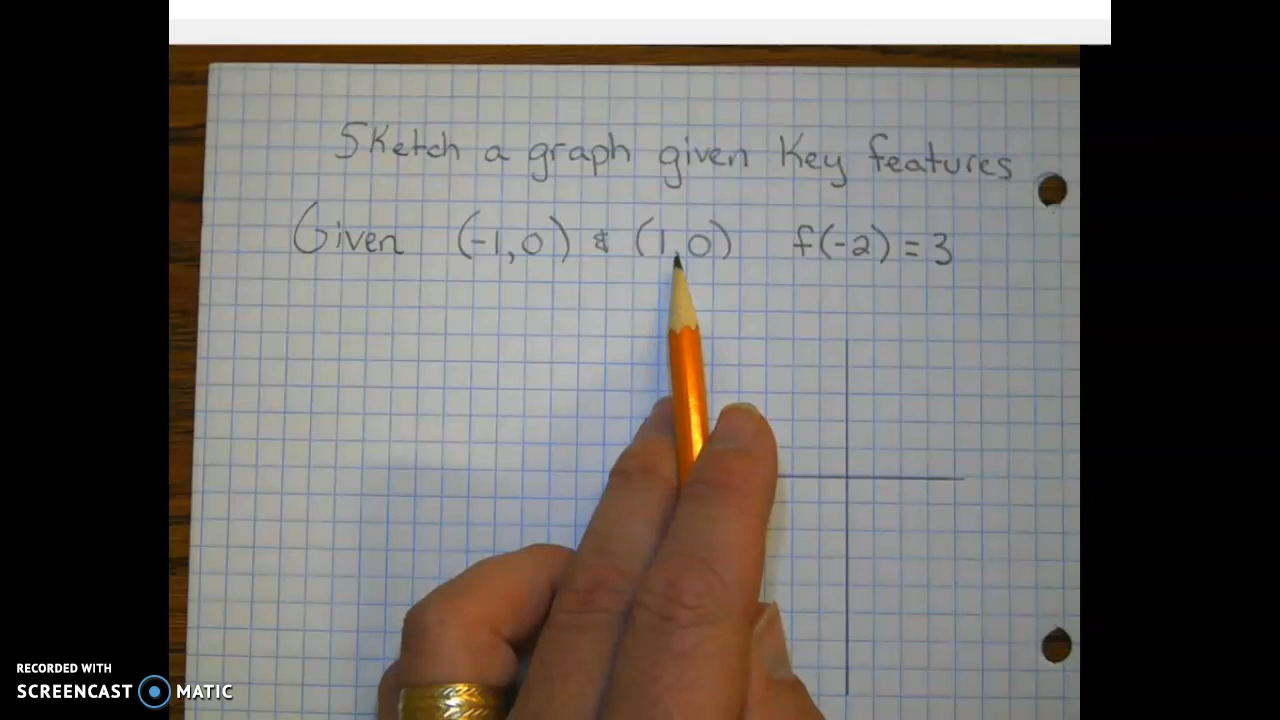 Sketch a graph given Key features
Given (-1,0) & (1,0) f(-2) = 3
RECORDED WITH
SCREENCAST MATIC